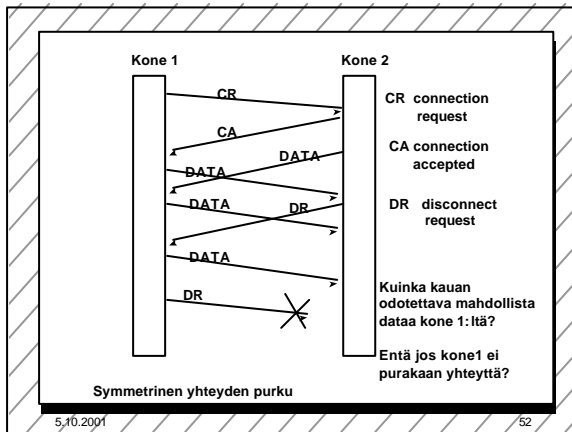 Kone 1
Kone 2
CR
CR connection
request
CA
CA connection
accepted
DATA
DATA
DR disconnect
request
DATA
DR
DATA
DR
Kuinka kauan
odotettava mahdollista
dataa kone 1:ltä?
Entä jos kone1 ei
purakaan yhteyttä?
Symmetrinen yhteyden purku
5.10.2001
52